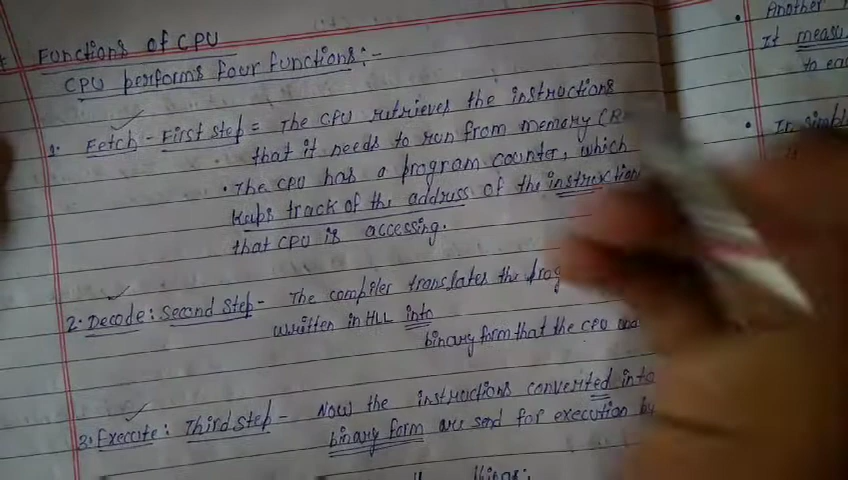 Functions of CPU
CPU performs four functions:-
1. Fetch - First step = The CPU retrieves the instructions
that it needs to run from memory
• The CPU has a program counter, which
keeps track of the address of the instruction
that CPU is accessing.
2. Decode: Second Step - The compiler translates the
written in HLL into
binary form that the CPU
3. Execute: Third Step - Now the instructions converted into
binary form are send for execution by
things:
Another
It
to
In